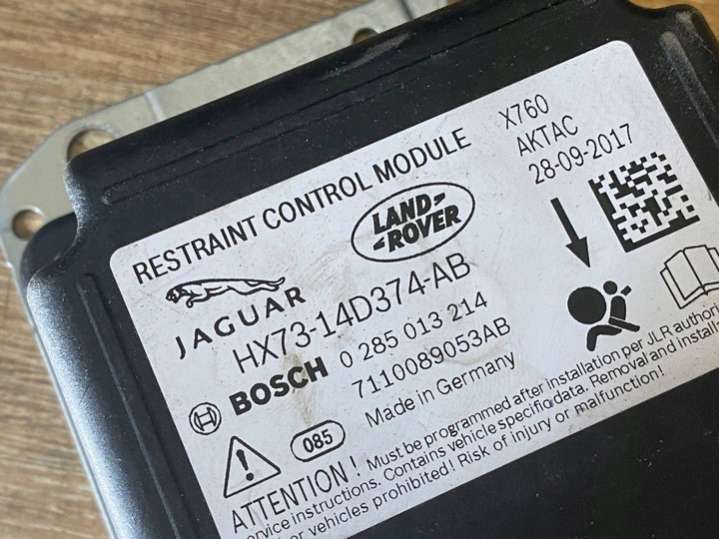 RESTRAINT CONTROL MODULE
X760
AKTAC
28-09-2017
JAGUAR
LAND-
-ROVER
HX73-14D374-AB
BOSCH 0 285 013 214
7110089053AB
085
Made in Germany
ATTENTION! Must be programmed after installation per JLR
service instructions. Contains vehicle specific data. Removal and
or vehicles prohibited! Risk of injury or malfunction!